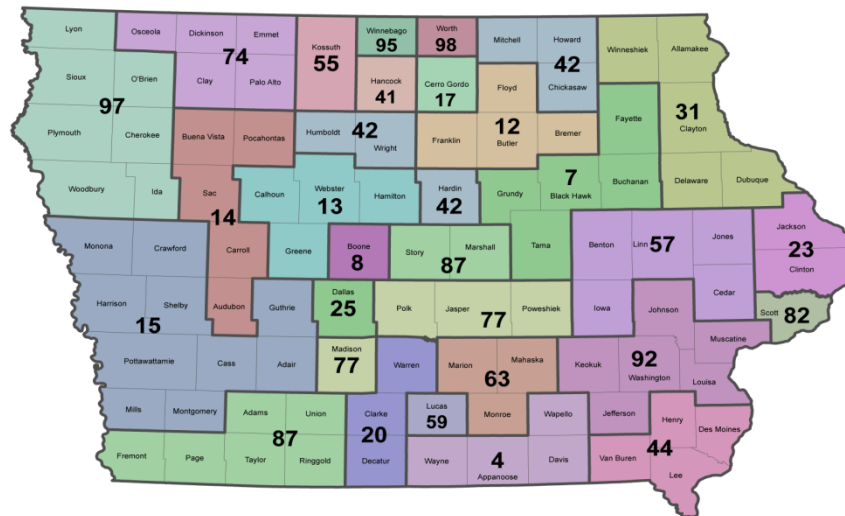 Lyon Osceola Dickinson Emmet Kossuth Winnebago Worth Mitchell Howard Winneshiek Allamakee
74 55 95 98 42
Sioux O'Brien Clay Palo Alto Hancock Cerro Gordo Floyd Chickasaw
97 41 17 31
Plymouth Cherokee Buena Vista Pocahontas Humboldt 42 Wright Franklin 12 Butler Bremer Fayette Clayton
Woodbury Ida Sac Calhoun Webster Hamilton Hardin Grundy 7 Black Hawk Buchanan Delaware Dubuque
14 13 42
Monona Crawford Carroll Greene Boone Story Marshall Tama Benton Linn 57 Jones Jackson
8 87 23
Harrison Shelby Audubon Guthrie Dallas Polk Jasper Poweshiek Iowa Johnson Cedar Clinton
15 25 77 Scott 82
Pottawattamie Cass Adair Madison Warren Marion Mahaska Keokuk 92 Washington Muscatine Louisa
77 63
Mills Montgomery Adams Union Clarke Lucas Monroe Wapello Jefferson Henry Des Moines
87 20 59 44
Fremont Page Taylor Ringgold Decatur Wayne 4 Appanoose Davis Van Buren Lee